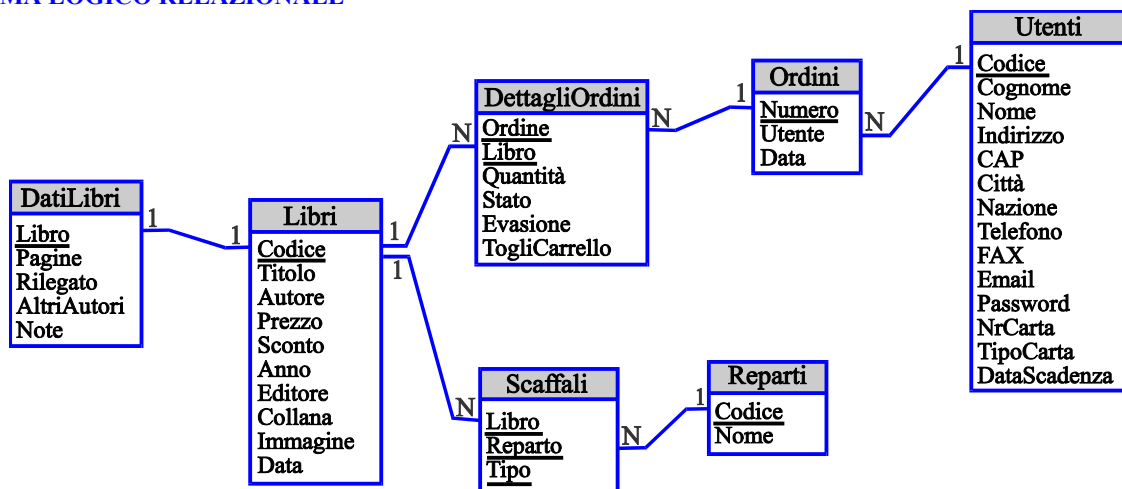 MA LOGICO RELAZIONALE
DatiLibri
Libro
Pagine
Rilegato
AltriAutori
Note
1
1
Libri
Codice
Titolo
Autore
Prezzo
Sconto
Anno
Editore
Collana
Immagine
Data
1
1
N
N
DettagliOrdini
Ordine
Libro
Quantità
Stato
Evasione
TogliCarrello
N
1
Ordini
Numero
Utente
Data
N
1
Utenti
Codice
Cognome
Nome
Indirizzo
CAP
Città
Nazione
Telefono
FAX
Email
Password
NrCarta
TipoCarta
DataScadenza
Scaffali
Libro
Reparto
Tipo
N
1
Reparti
Codice
Nome